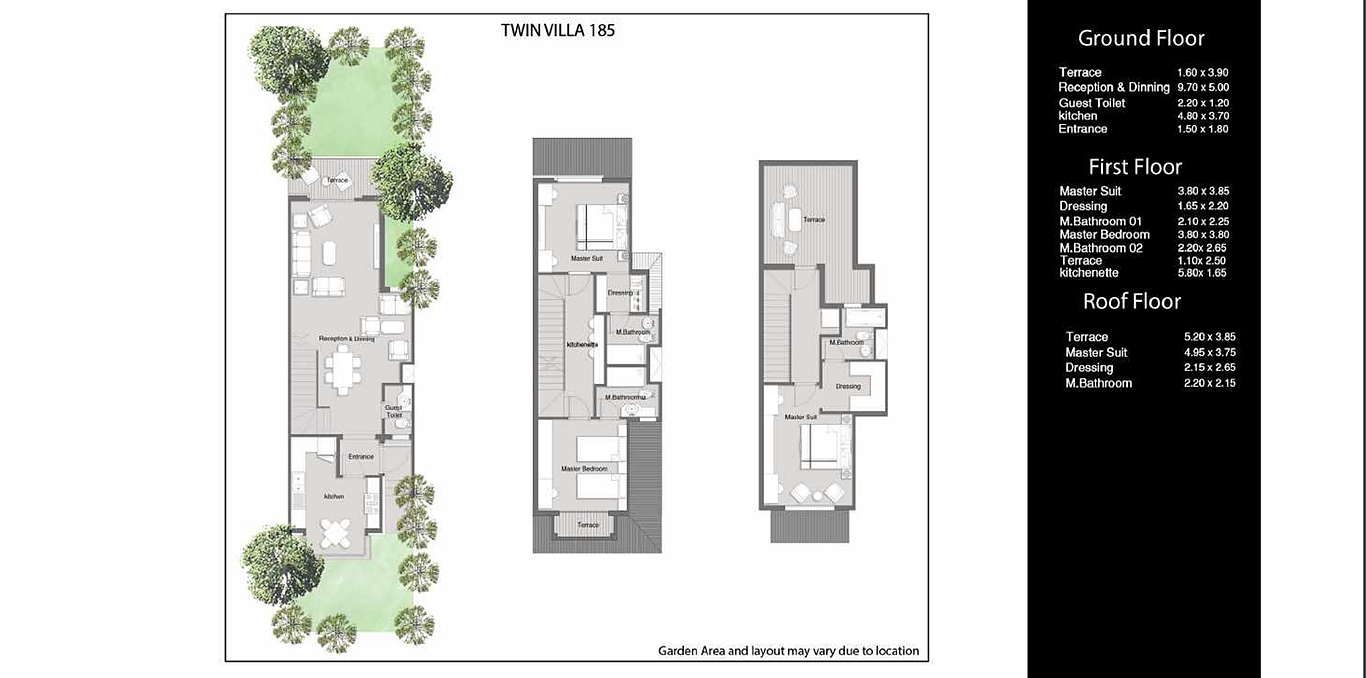 TWIN VILLA 185
Terrace
Reception & Dinning
Guest
Toilet
Entrance
kitchen
Master Suit
Dressing
M.Bathroom
kitchenette
M.Bathroom
Master Bedroom
Terrace
Terrace
M.Bathroom
Dressing
Master Suit
Garden Area and layout may vary due to location
Ground Floor
Terrace 1.60 x 3.90
Reception & Dinning 9.70 x 5.00
Guest Toilet 2.20 x 1.20
kitchen 4.80 x 3.70
Entrance 1.50 x 1.80
First Floor
Master Suit 3.80 x 3.85
Dressing 1.65 x 2.20
M.Bathroom 01 2.10 x 2.25
Master Bedroom 3.80 x 3.80
M.Bathroom 02 2.20x 2.65
Terrace 1.10x 2.50
kitchenette 5.80x 1.65
Roof Floor
Terrace 5.20 x 3.85
Master Suit 4.95 x 3.75
Dressing 2.15 x 2.65
M.Bathroom 2.20 x 2.15